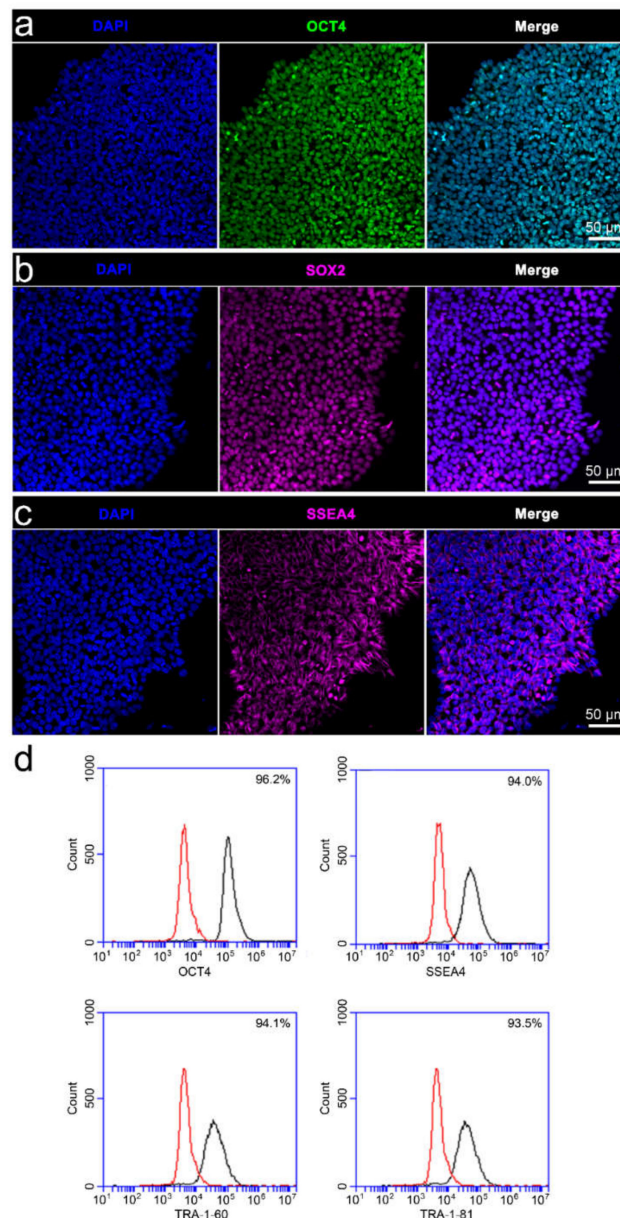 a
DAPI OCT4 Merge
50 µm
b
DAPI SOX2 Merge
50 µm
c
DAPI SSEA4 Merge
50 µm
d
1000 96.2%
500
0
Count
10¹ 10² 10³ 10⁴ 10⁵ 10⁶ 10⁷
OCT4
1000 94.0%
500
0
Count
10¹ 10² 10³ 10⁴ 10⁵ 10⁶ 10⁷
SSEA4
1000 94.1%
500
0
Count
10¹ 10² 10³ 10⁴ 10⁵ 10⁶ 10⁷
TRA-1-60
1000 93.5%
500
0
Count
10¹ 10² 10³ 10⁴ 10⁵ 10⁶ 10⁷
TRA-1-81